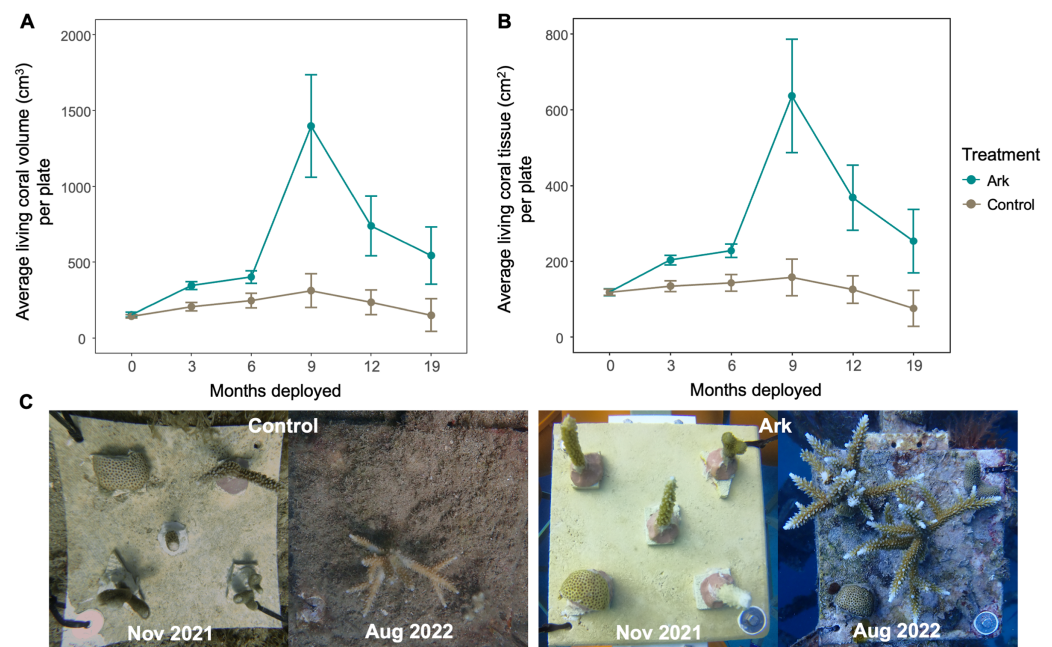 A
Average living coral volume (cm³)
per plate
2000
1500
1000
500
0
0 3 6 9 12 19
Months deployed
B
Average living coral tissue (cm²)
per plate
800
600
400
200
0
0 3 6 9 12 19
Months deployed
Treatment
Ark
Control
C
Control
Nov 2021
Aug 2022
Ark
Nov 2021
Aug 2022